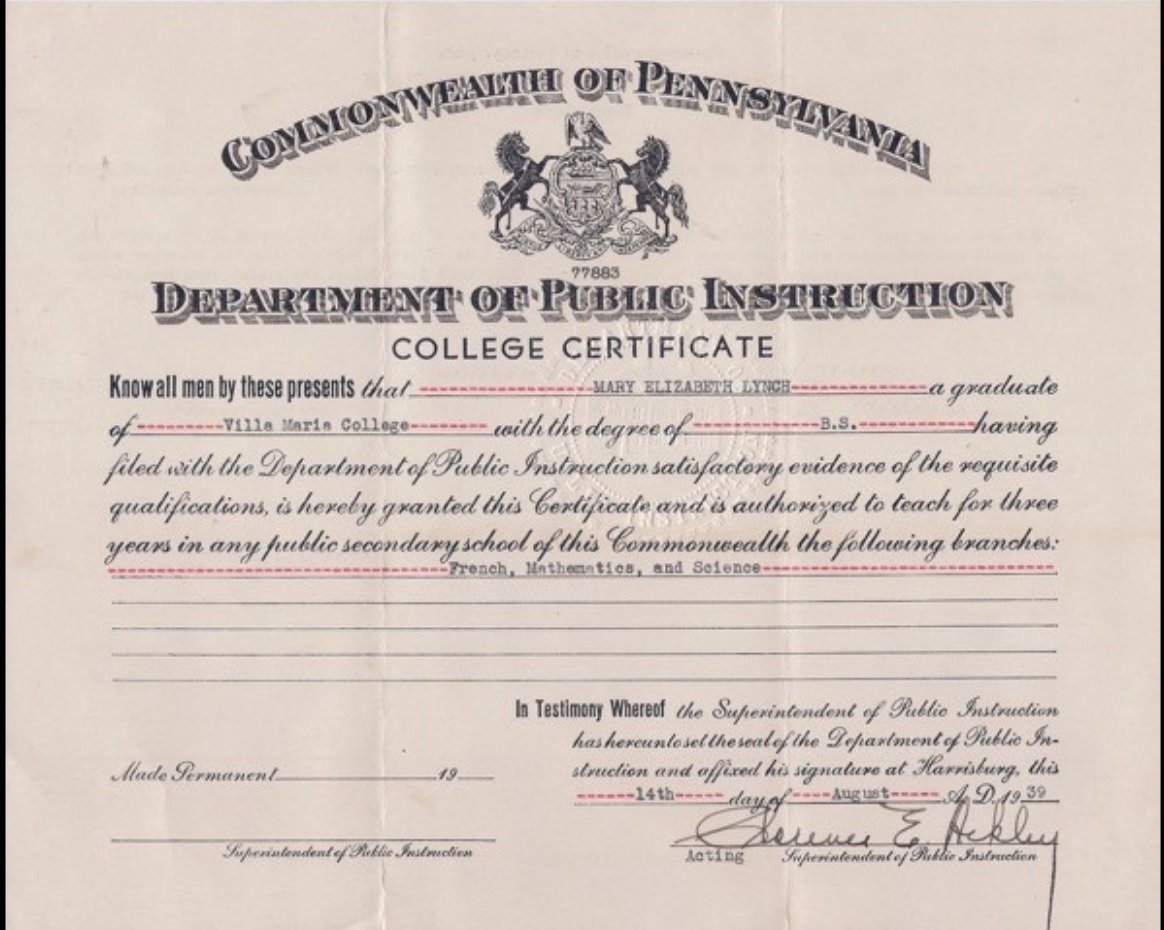 COMMONWEALTH OF PENNSYLVANIA
77883
DEPARTMENT OF PUBLIC INSTRUCTION
COLLEGE CERTIFICATE
Know all men by these presents that MARY ELIZABETH LYNCH a graduate
of Villa Maria College with the degree of B.S. having
filed with the Department of Public Instruction satisfactory evidence of the requisite
qualifications, is hereby granted this Certificate and is authorized to teach for three
years in any public secondary school of this Commonwealth the following branches:
French, Mathematics, and Science
In Testimony Whereof the Superintendent of Public Instruction
has hereunto set the seal of the Department of Public In-
struction and affixed his signature at Harrisburg, this
14th day of August A. D. 19 39
Made Permanent 19
Clarence E. Ackley
Acting Superintendent of Public Instruction
Superintendent of Public Instruction